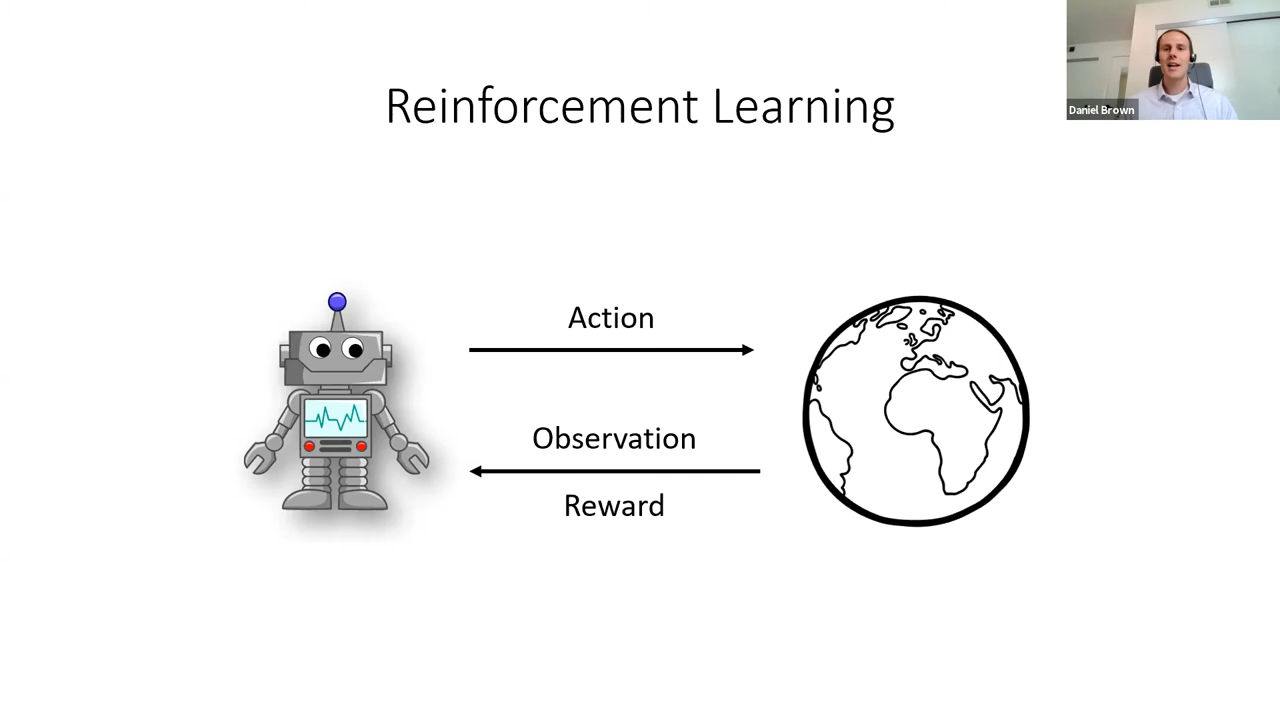 Reinforcement Learning
Daniel Brown
Action
Observation
Reward